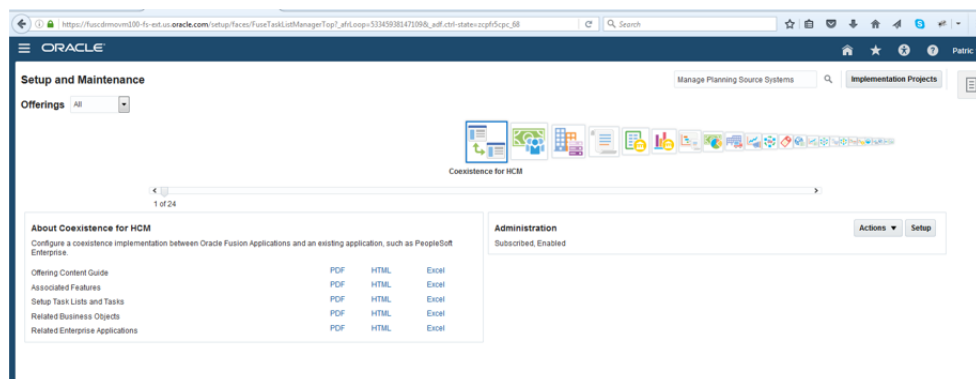 https://fuscdrmovm100-fs-ext.us.oracle.com/setup/faces/FuseTaskListManagerTop?_afrLoop=53345938147109&_adf.ctrl-state=zcpfr5cpc_68
Search
ORACLE
Patric
Setup and Maintenance
Manage Planning Source Systems
Implementation Projects
Offerings All
Coexistence for HCM
1 of 24
About Coexistence for HCM
Configure a coexistence implementation between Oracle Fusion Applications and an existing application, such as PeopleSoft
Enterprise.
Offering Content Guide PDF HTML Excel
Associated Features PDF HTML Excel
Setup Task Lists and Tasks PDF HTML Excel
Related Business Objects PDF HTML Excel
Related Enterprise Applications PDF HTML Excel
Administration
Actions Setup
Subscribed, Enabled